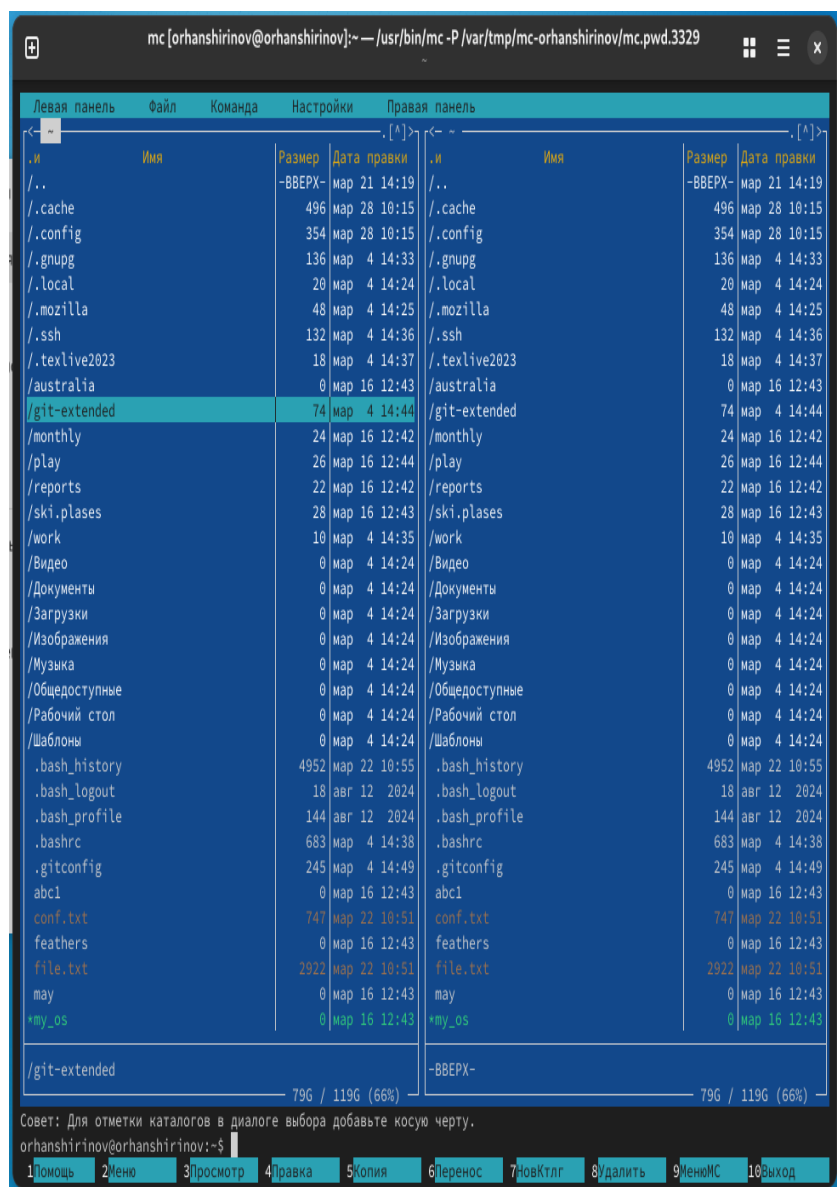 mc [orhanshirinov@orhanshirinov]:~ — /usr/bin/mc -P /var/tmp/mc-orhanshirinov/mc.pwd.3329
~
Левая панель Файл Команда Настройки Правая панель
<- ~ .[^]> <- ~ .[^]>
.и Имя Размер Дата правки .и Имя Размер Дата правки
/.. -ВВЕРХ- мар 21 14:19 /.. -ВВЕРХ- мар 21 14:19
/.cache 496 мар 28 10:15 /.cache 496 мар 28 10:15
/.config 354 мар 28 10:15 /.config 354 мар 28 10:15
/.gnupg 136 мар 4 14:33 /.gnupg 136 мар 4 14:33
/.local 20 мар 4 14:24 /.local 20 мар 4 14:24
/.mozilla 48 мар 4 14:25 /.mozilla 48 мар 4 14:25
/.ssh 132 мар 4 14:36 /.ssh 132 мар 4 14:36
/.texlive2023 18 мар 4 14:37 /.texlive2023 18 мар 4 14:37
/australia 0 мар 16 12:43 /australia 0 мар 16 12:43
/git-extended 74 мар 4 14:44 /git-extended 74 мар 4 14:44
/monthly 24 мар 16 12:42 /monthly 24 мар 16 12:42
/play 26 мар 16 12:44 /play 26 мар 16 12:44
/reports 22 мар 16 12:42 /reports 22 мар 16 12:42
/ski.plases 28 мар 16 12:43 /ski.plases 28 мар 16 12:43
/work 10 мар 4 14:35 /work 10 мар 4 14:35
/Видео 0 мар 4 14:24 /Видео 0 мар 4 14:24
/Документы 0 мар 4 14:24 /Документы 0 мар 4 14:24
/Загрузки 0 мар 4 14:24 /Загрузки 0 мар 4 14:24
/Изображения 0 мар 4 14:24 /Изображения 0 мар 4 14:24
/Музыка 0 мар 4 14:24 /Музыка 0 мар 4 14:24
/Общедоступные 0 мар 4 14:24 /Общедоступные 0 мар 4 14:24
/Рабочий стол 0 мар 4 14:24 /Рабочий стол 0 мар 4 14:24
/Шаблоны 0 мар 4 14:24 /Шаблоны 0 мар 4 14:24
.bash_history 4952 мар 22 10:55 .bash_history 4952 мар 22 10:55
.bash_logout 18 авг 12 2024 .bash_logout 18 авг 12 2024
.bash_profile 144 авг 12 2024 .bash_profile 144 авг 12 2024
.bashrc 683 мар 4 14:38 .bashrc 683 мар 4 14:38
.gitconfig 245 мар 4 14:49 .gitconfig 245 мар 4 14:49
abc1 0 мар 16 12:43 abc1 0 мар 16 12:43
conf.txt 747 мар 22 10:51 conf.txt 747 мар 22 10:51
feathers 0 мар 16 12:43 feathers 0 мар 16 12:43
file.txt 2922 мар 22 10:51 file.txt 2922 мар 22 10:51
may 0 мар 16 12:43 may 0 мар 16 12:43
*my_os 0 мар 16 12:43 *my_os 0 мар 16 12:43
/git-extended -ВВЕРХ-
79G / 119G (66%) 79G / 119G (66%)
Совет: Для отметки каталогов в диалоге выбора добавьте косую черту.
orhanshirinov@orhanshirinov:~$
1Помощь 2Меню 3Просмотр 4Правка 5Копия 6Перенос 7НовКтлг 8Удалить 9МенюМС 10Выход